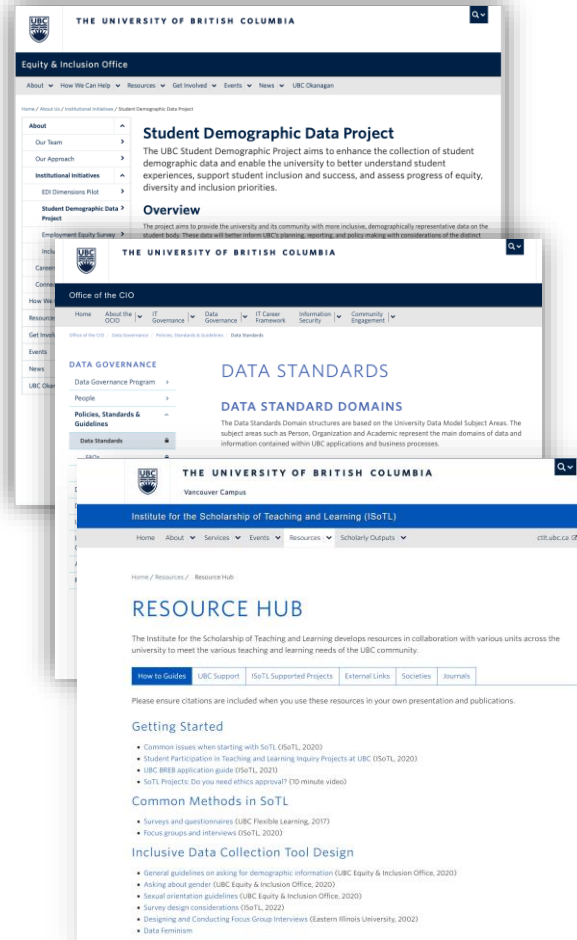 UBC
THE UNIVERSITY OF BRITISH COLUMBIA
Equity & Inclusion Office
About How We Can Help Resources Get Involved Events News UBC Okanagan
Home / About Us / Institutional Initiatives / Student Demographic Data Project
About
Our Team
Our Approach
Institutional Initiatives
EDI Dimensions Pilot
Student Demographic Data
Project
Employment Equity Survey
Student Demographic Data Project
The UBC Student Demographic Project aims to enhance the collection of student
demographic data and enable the university to better understand student
experiences, support student inclusion and success, and assess progress of equity,
diversity and inclusion priorities.
Overview
The project aims to provide the university and its community with more inclusive, demographically representative data on the
student body. These data will better inform UBC's planning, reporting, and policy making with considerations of the distinct
Events
News
UBC
THE UNIVERSITY OF BRITISH COLUMBIA
Office of the CIO
Home About the OCIO IT Governance Data Governance IT Career Framework Information Security Community Engagement
Office of the CIO / Data Governance / Policies, Standards & Guidelines / Data Standards
DATA GOVERNANCE
Data Governance Program
People
Policies, Standards &
Guidelines
Data Standards
FAQs
DATA STANDARDS
DATA STANDARD DOMAINS
The Data Standards Domain structures are based on the University Data Model Subject Areas. The
subject areas such as Person, Organization and Academic represent the main domains of data and
information contained within UBC applications and business processes.
UBC
THE UNIVERSITY OF BRITISH COLUMBIA
Vancouver Campus
Institute for the Scholarship of Teaching and Learning (ISoTL)
Home About Services Events Resources Scholarly Outputs ctlt.ubc.ca
Home / Resources / Resource Hub
RESOURCE HUB
The Institute for the Scholarship of Teaching and Learning develops resources in collaboration with various units across the
university to meet the various teaching and learning needs of the UBC community.
How to Guides UBC Support ISoTL Supported Projects External Links Societies Journals
Please ensure citations are included when you use these resources in your own presentation and publications.
Getting Started
• Common issues when starting with SoTL (ISoTL, 2020)
• Student Participation in Teaching and Learning Inquiry Projects at UBC (ISoTL, 2020)
• UBC BREB application guide (ISoTL, 2021)
• SoTL Projects: Do you need ethics approval? (10 minute video)
Common Methods in SoTL
• Surveys and questionnaires (UBC Flexible Learning, 2017)
• Focus groups and interviews (ISoTL, 2020)
Inclusive Data Collection Tool Design
• General guidelines on asking for demographic information (UBC Equity & Inclusion Office, 2020)
• Asking about gender (UBC Equity & Inclusion Office, 2020)
• Sexual orientation guidelines (UBC Equity & Inclusion Office, 2020)
• Survey design considerations (ISoTL, 2022)
• Designing and Conducting Focus Group Interviews (Eastern Illinois University, 2002)
• Data Feminism